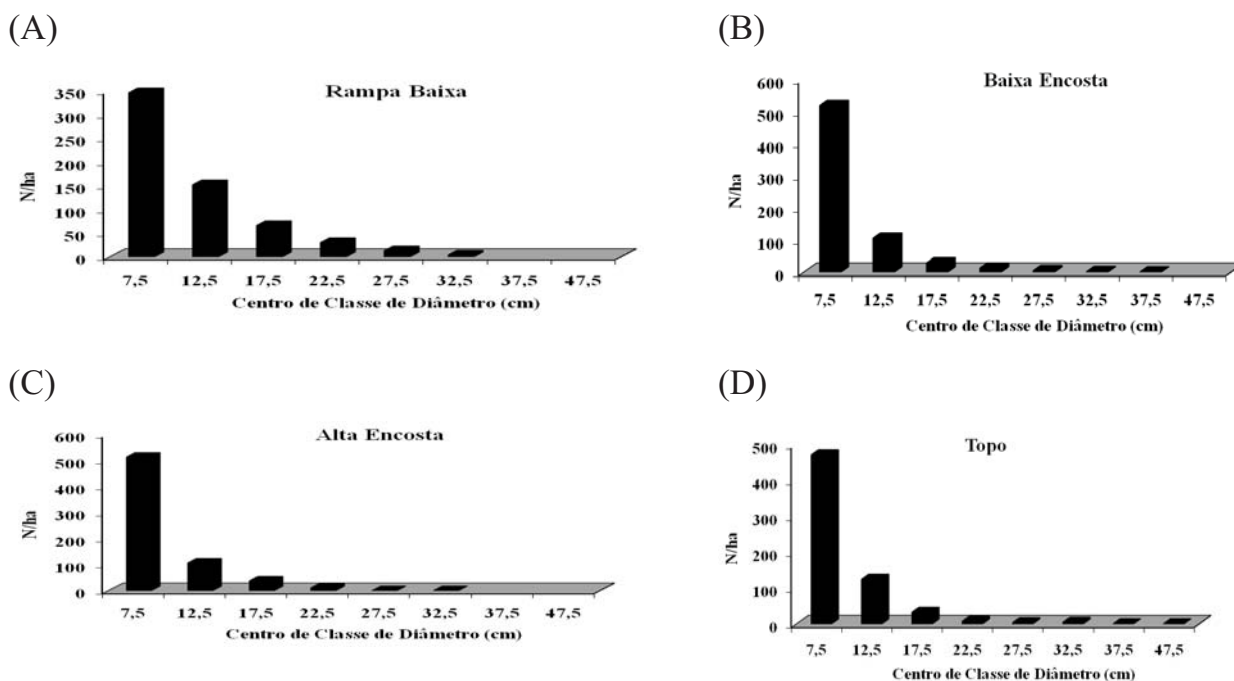 (A)
Rampa Baixa
N/ha
350
300
250
200
150
100
50
0
7,5 12,5 17,5 22,5 27,5 32,5 37,5 47,5
Centro de Classe de Diâmetro (cm)
(B)
Baixa Encosta
N/ha
600
500
400
300
200
100
0
7,5 12,5 17,5 22,5 27,5 32,5 37,5 47,5
Centro de Classe de Diâmetro (cm)
(C)
Alta Encosta
N/ha
600
500
400
300
200
100
0
7,5 12,5 17,5 22,5 27,5 32,5 37,5 47,5
Centro de Classe de Diâmetro (cm)
(D)
Topo
N/ha
500
400
300
200
100
0
7,5 12,5 17,5 22,5 27,5 32,5 37,5 47,5
Centro de Classe de Diâmetro (cm)